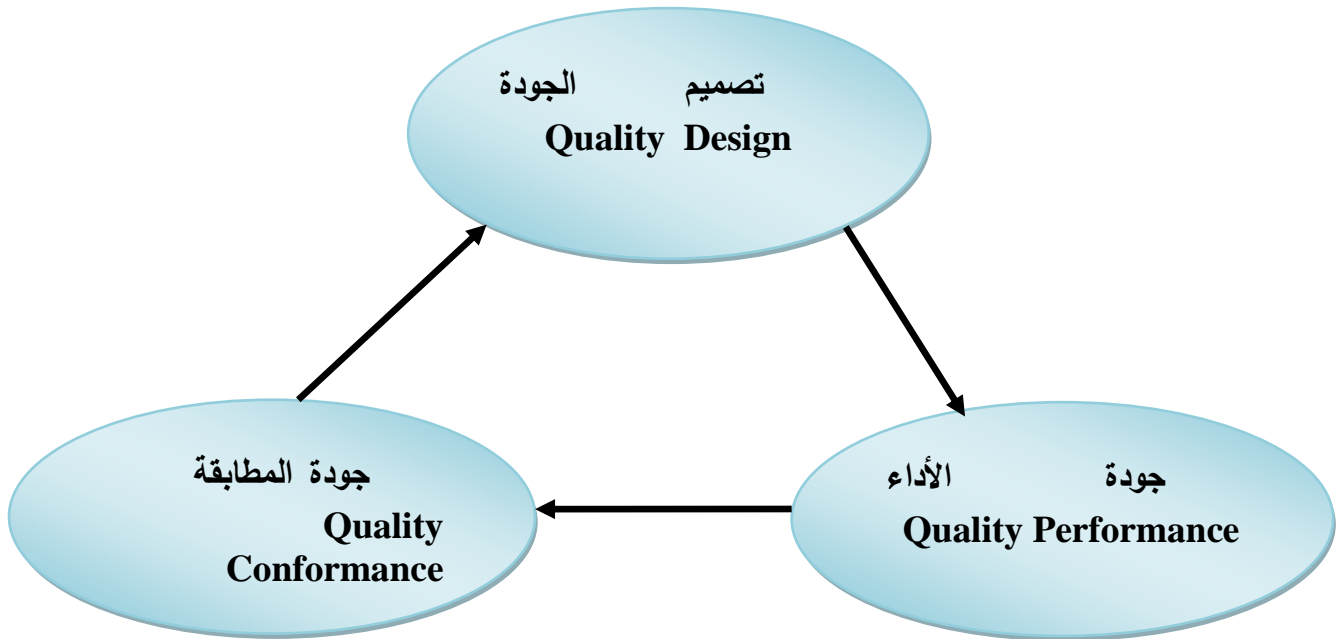 تصميم الجودة
Quality Design
جودة المطابقة
Quality
Conformance
جودة الأداء
Quality Performance